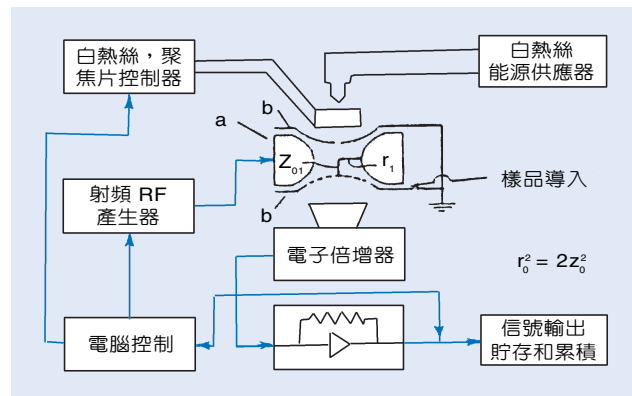 白熱絲，聚
焦片控制器
白熱絲
能源供應器
b
a
Z₀₁
r₁
射頻 RF
產生器
樣品導入
b
電子倍增器
r₀² = 2z₀²
電腦控制
信號輸出
貯存和累積